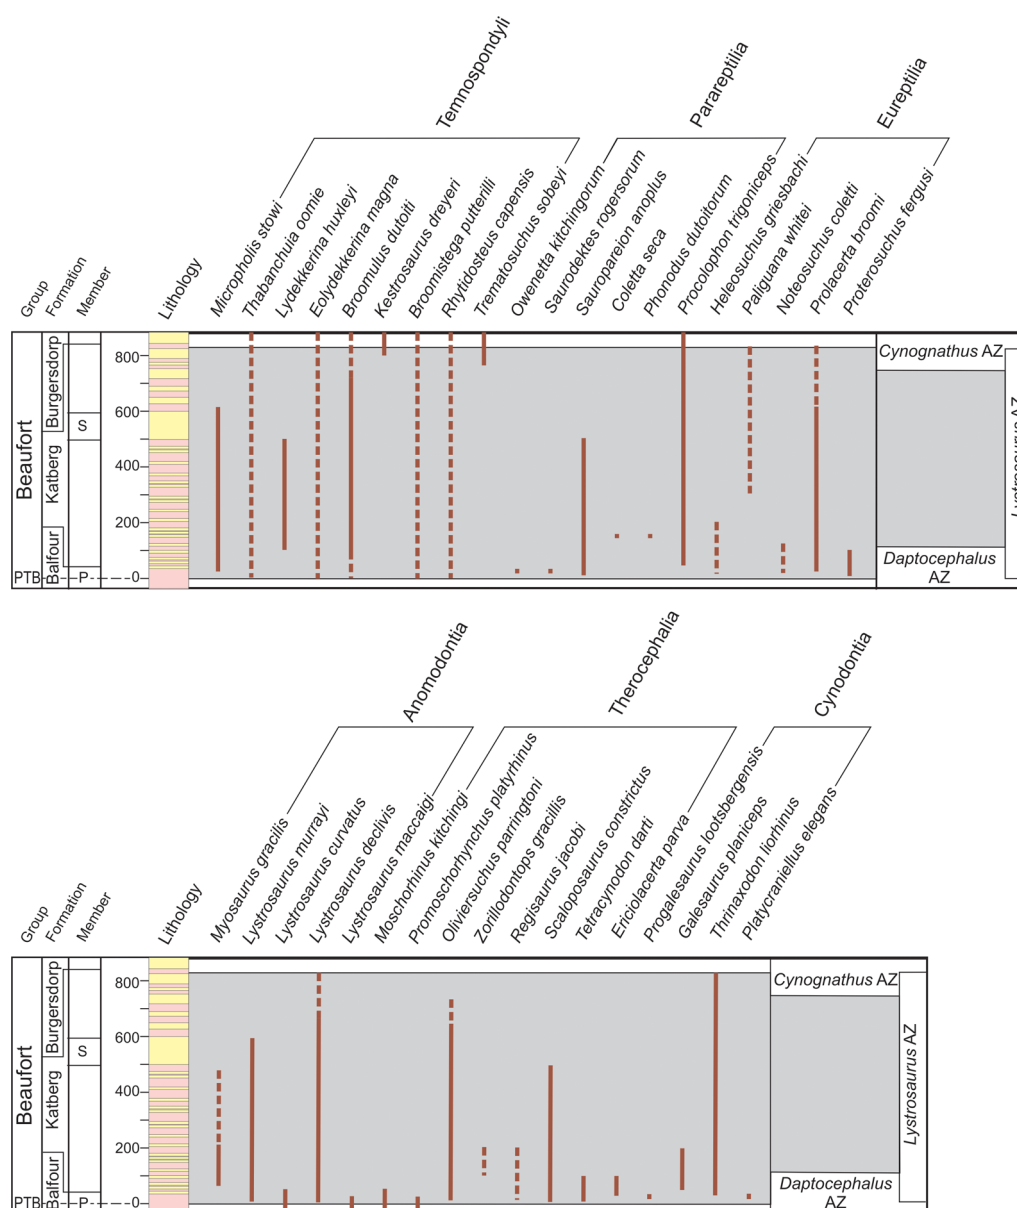 Temnospondyli
Parareptilia
Eureptilia
Group
Formation
Member
Lithology
Micropholis stowi
Thabanchuia oomie
Lydekkerina huxleyi
Eolydekkerina magna
Broomulus dutoiti
Kestrosaurus dreyeri
Broomistega putterilli
Rhytidosteus capensis
Trematosuchus sobeyi
Owenetta kitchingorum
Saurodektes rogersorum
Sauropareion anoplus
Coletta seca
Phonodus dutoitorum
Procolophon trigoniceps
Heleosuchus griesbachi
Paliguana whitei
Noteosuchus coletti
Prolacerta broomi
Proterosuchus fergusi
Beaufort
Burgersdorp
Katberg
Balfour
S
PTB
P
800
600
400
200
0
Cynognathus AZ
Lystrosaurus AZ
Daptocephalus
AZ
Anomodontia
Therocephalia
Cynodontia
Group
Formation
Member
Lithology
Myosaurus gracilis
Lystrosaurus murrayi
Lystrosaurus curvatus
Lystrosaurus declivis
Lystrosaurus maccaigi
Moschorhinus kitchingi
Promoschorhynchus platyrhinus
Oliviersuchus parringtoni
Zorillodontops gracillis
Regisaurus jacobi
Scaloposaurus constrictus
Tetracynodon darti
Ericiolacerta parva
Progalesaurus lootsbergensis
Galesaurus planiceps
Thrinaxodon liorhinus
Platycraniellus elegans
Beaufort
Burgersdorp
Katberg
Balfour
S
PTB
P
800
600
400
200
0
Cynognathus AZ
Lystrosaurus AZ
Daptocephalus
AZ